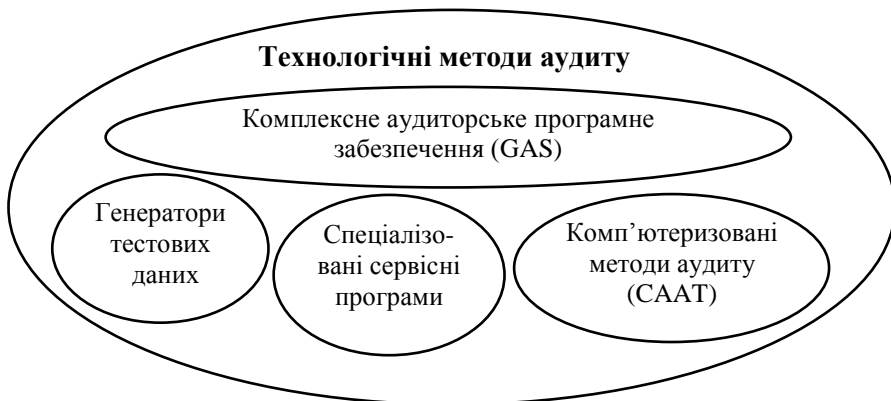 Технологічні методи аудиту
Комплексне аудиторське програмне
забезпечення (GAS)
Генератори
тестових
даних
Спеціалізо-
вані сервісні
програми
Комп’ютеризовані
методи аудиту
(СААТ)